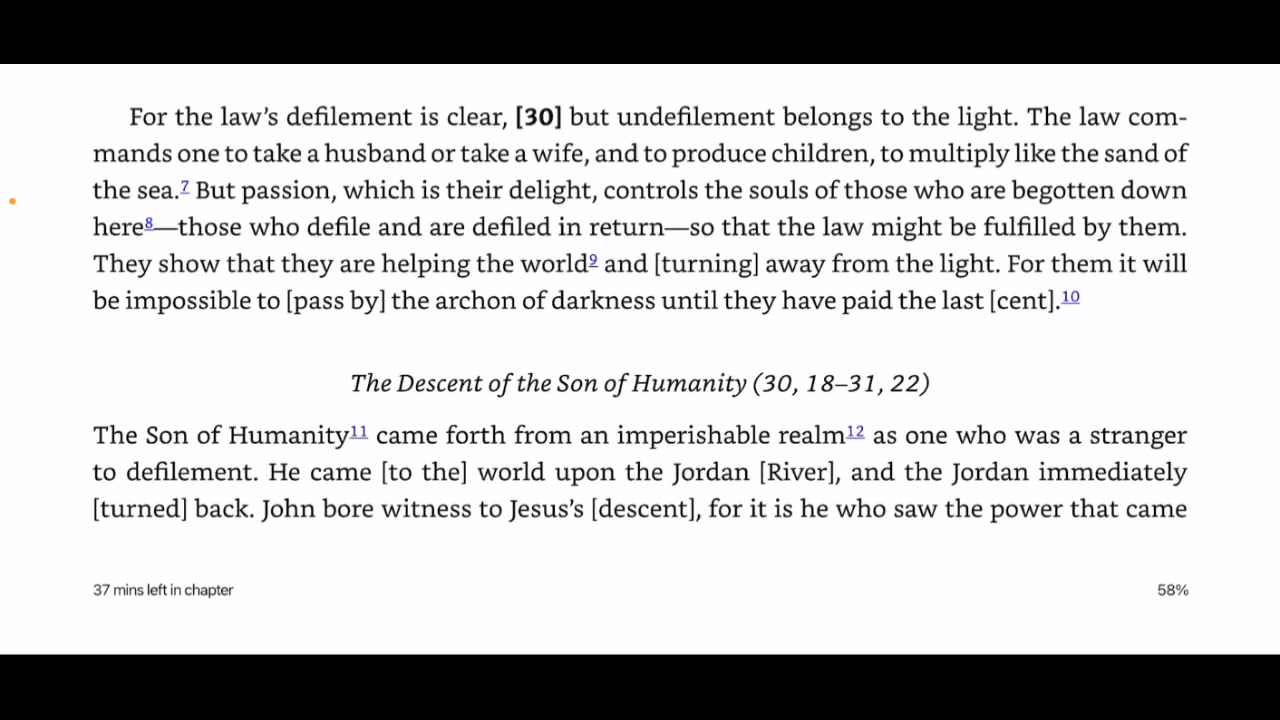 For the law’s defilement is clear, [30] but undefilement belongs to the light. The law com-
mands one to take a husband or take a wife, and to produce children, to multiply like the sand of
the sea.7 But passion, which is their delight, controls the souls of those who are begotten down
here8—those who defile and are defiled in return—so that the law might be fulfilled by them.
They show that they are helping the world9 and [turning] away from the light. For them it will
be impossible to [pass by] the archon of darkness until they have paid the last [cent].10
The Descent of the Son of Humanity (30, 18–31, 22)
The Son of Humanity11 came forth from an imperishable realm12 as one who was a stranger
to defilement. He came [to the] world upon the Jordan [River], and the Jordan immediately
[turned] back. John bore witness to Jesus’s [descent], for it is he who saw the power that came
37 mins left in chapter
58%